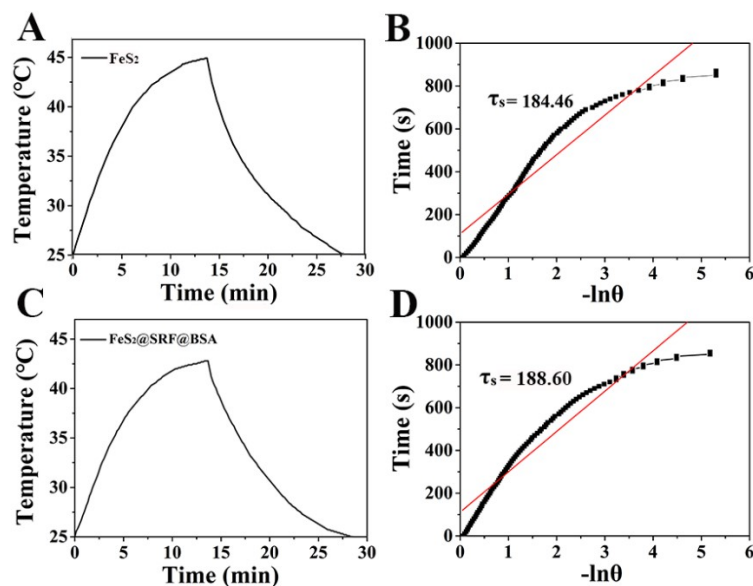 A
B
FeS₂
Temperature (°C)
45
40
35
30
25
0 5 10 15 20 25 30
Time (min)
τs= 184.46
Time (s)
1000
800
600
400
200
0
0 1 2 3 4 5 6
-lnθ
C
D
FeS₂@SRF@BSA
Temperature (°C)
45
40
35
30
25
0 5 10 15 20 25 30
Time (min)
τs = 188.60
Time (s)
1000
800
600
400
200
0
0 1 2 3 4 5 6
-lnθ